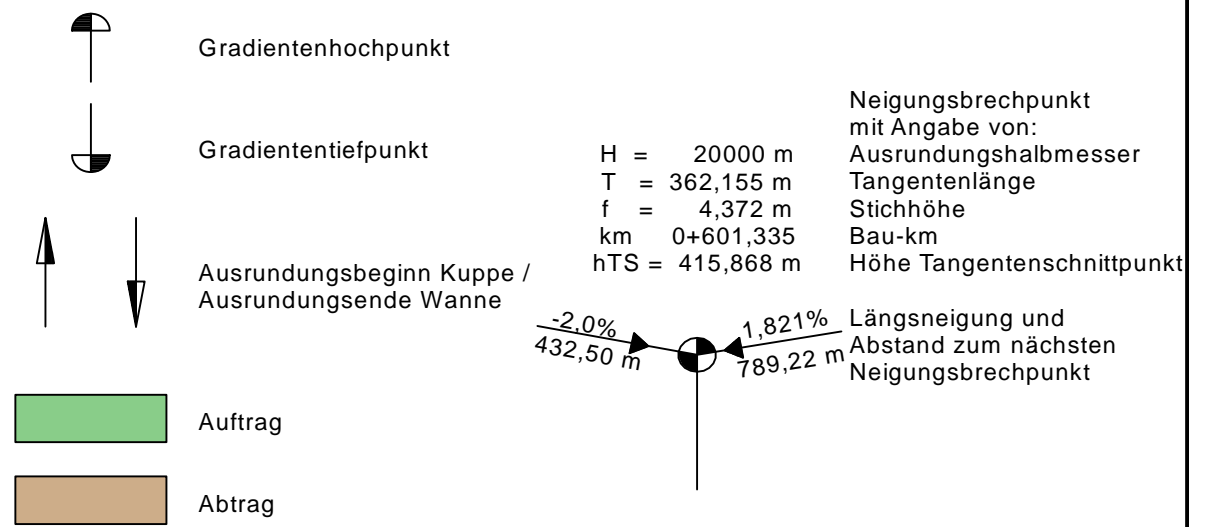 Gradientenhochpunkt
Gradiententiefpunkt
Ausrundungsbeginn Kuppe /
Ausrundungsende Wanne
Auftrag
Abtrag
Neigungsbrechpunkt
mit Angabe von:
H = 20000 m Ausrundungshalbmesser
T = 362,155 m Tangentenlänge
f = 4,372 m Stichhöhe
km 0+601,335 Bau-km
hTS = 415,868 m Höhe Tangentenschnittpunkt
-2,0%
432,50 m
1,821%
789,22 m
Längsneigung und
Abstand zum nächsten
Neigungsbrechpunkt